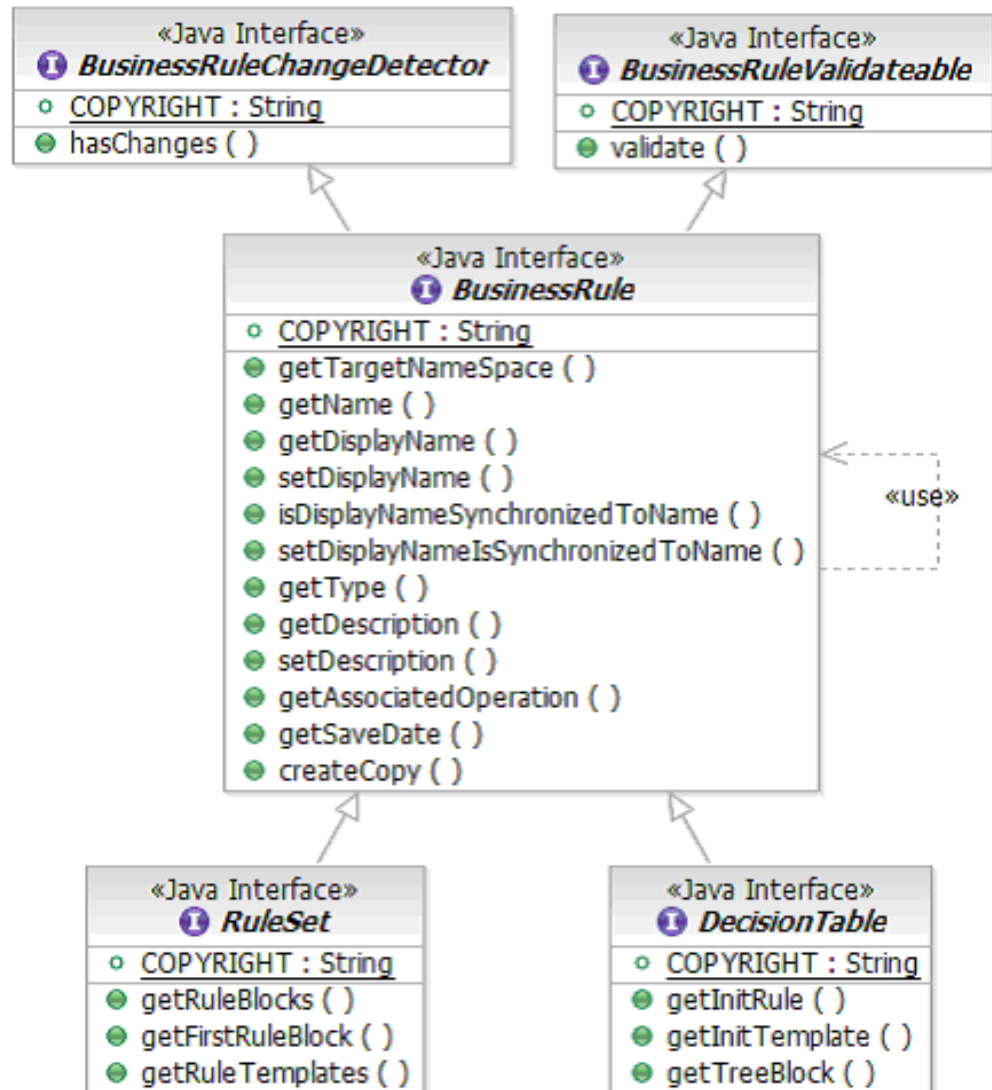 «Java Interface»
BusinessRuleChangeDetector
COPYRIGHT : String
hasChanges ( )
«Java Interface»
BusinessRuleValidateable
COPYRIGHT : String
validate ( )
«Java Interface»
BusinessRule
COPYRIGHT : String
getTargetNameSpace ( )
getName ( )
getDisplayName ( )
setDisplayName ( )
isDisplayNameSynchronizedToName ( )
setDisplayNameIsSynchronizedToName ( )
getType ( )
getDescription ( )
setDescription ( )
getAssociatedOperation ( )
getSaveDate ( )
createCopy ( )
«use»
«Java Interface»
RuleSet
COPYRIGHT : String
getRuleBlocks ( )
getFirstRuleBlock ( )
getRuleTemplates ( )
«Java Interface»
DecisionTable
COPYRIGHT : String
getInitRule ( )
getInitTemplate ( )
getTreeBlock ( )